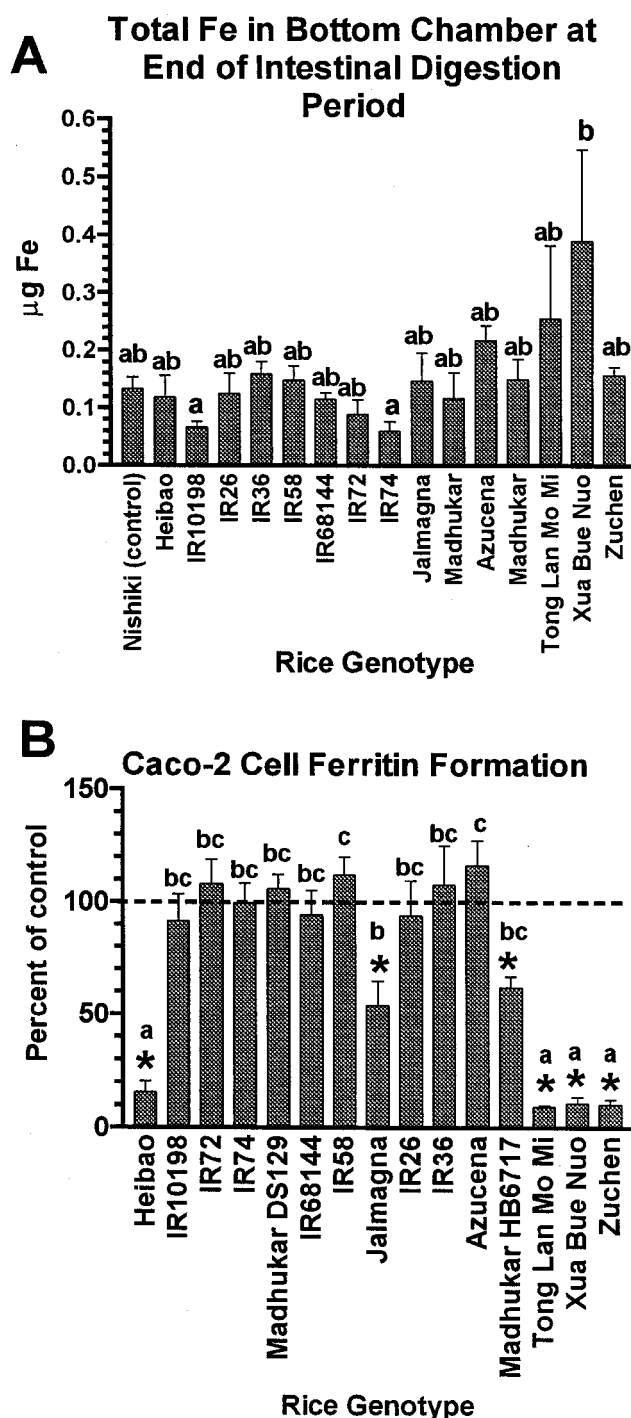 A
Total Fe in Bottom Chamber at
End of Intestinal Digestion
Period
µg Fe
0.6
0.5
0.4
0.3
0.2
0.1
0.0
ab ab a ab ab ab ab ab a ab ab ab ab ab b ab
Nishiki (control)
Heibao
IR10198
IR26
IR36
IR58
IR68144
IR72
IR74
Jalmagna
Madhukar
Azucena
Madhukar
Tong Lan Mo Mi
Xua Bue Nuo
Zuchen
Rice Genotype
B
Caco-2 Cell Ferritin Formation
Percent of control
150
100
50
0
a bc bc bc bc bc c b bc bc c bc a a a
* * * * * *
Heibao
IR10198
IR72
IR74
Madhukar DS129
IR68144
IR58
Jalmagna
IR26
IR36
Azucena
Madhukar HB6717
Tong Lan Mo Mi
Xua Bue Nuo
Zuchen
Rice Genotype